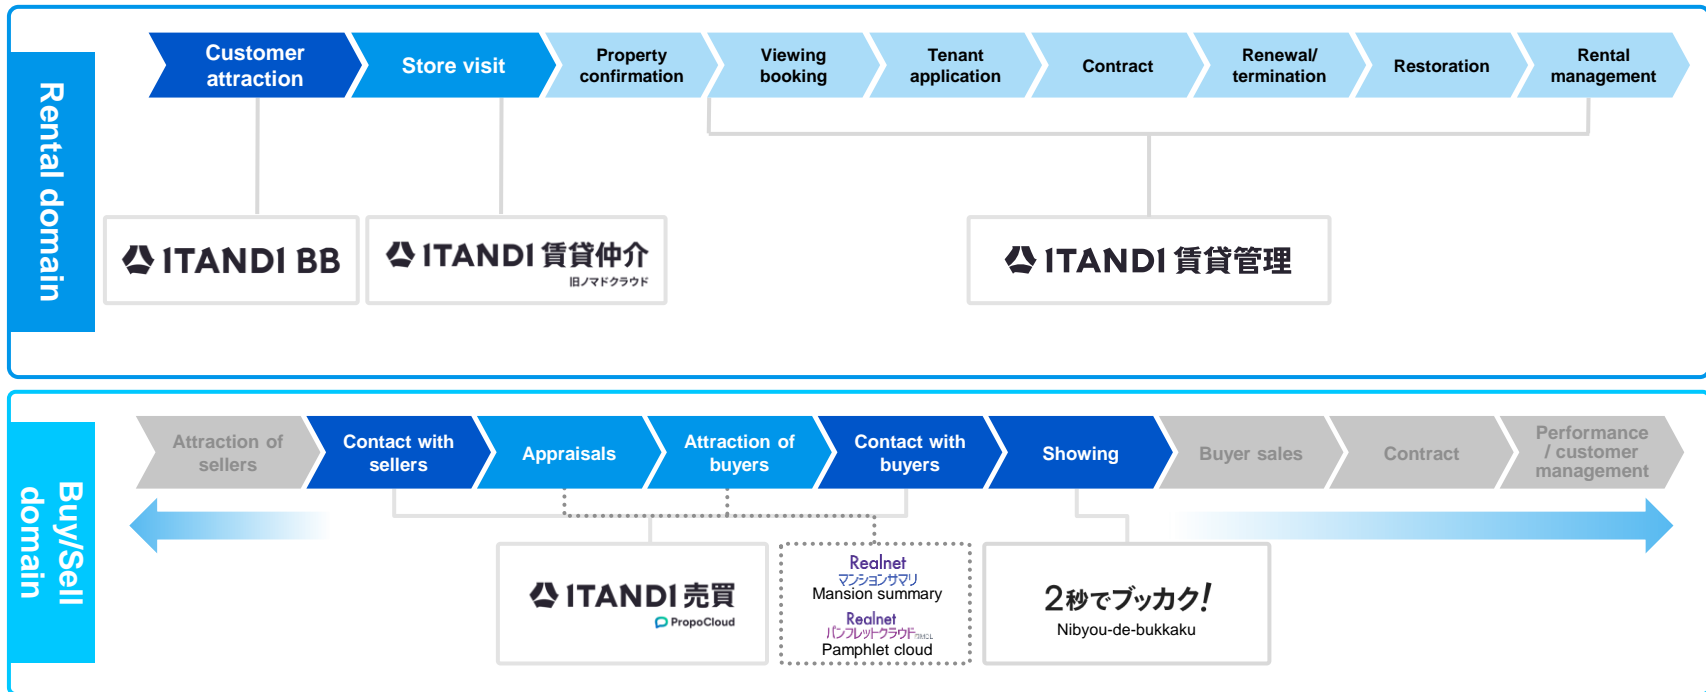 Rental domain
Customer
attraction
Store visit
Property
confirmation
Viewing
booking
Tenant
application
Contract
Renewal/
termination
Restoration
Rental
management
ITANDI BB
ITANDI 賃貸仲介
旧ノマドクラウド
ITANDI 賃貸管理
Buy/Sell
domain
Attraction of
sellers
Contact with
sellers
Appraisals
Attraction of
buyers
Contact with
buyers
Showing
Buyer sales
Contract
Performance
/ customer
management
ITANDI 売買
PropoCloud
Realnet
マンションサマリ
Mansion summary
Realnet
パンフレットクラウド
Pamphlet cloud
2秒でブッカク!
Nibyou-de-bukkaku